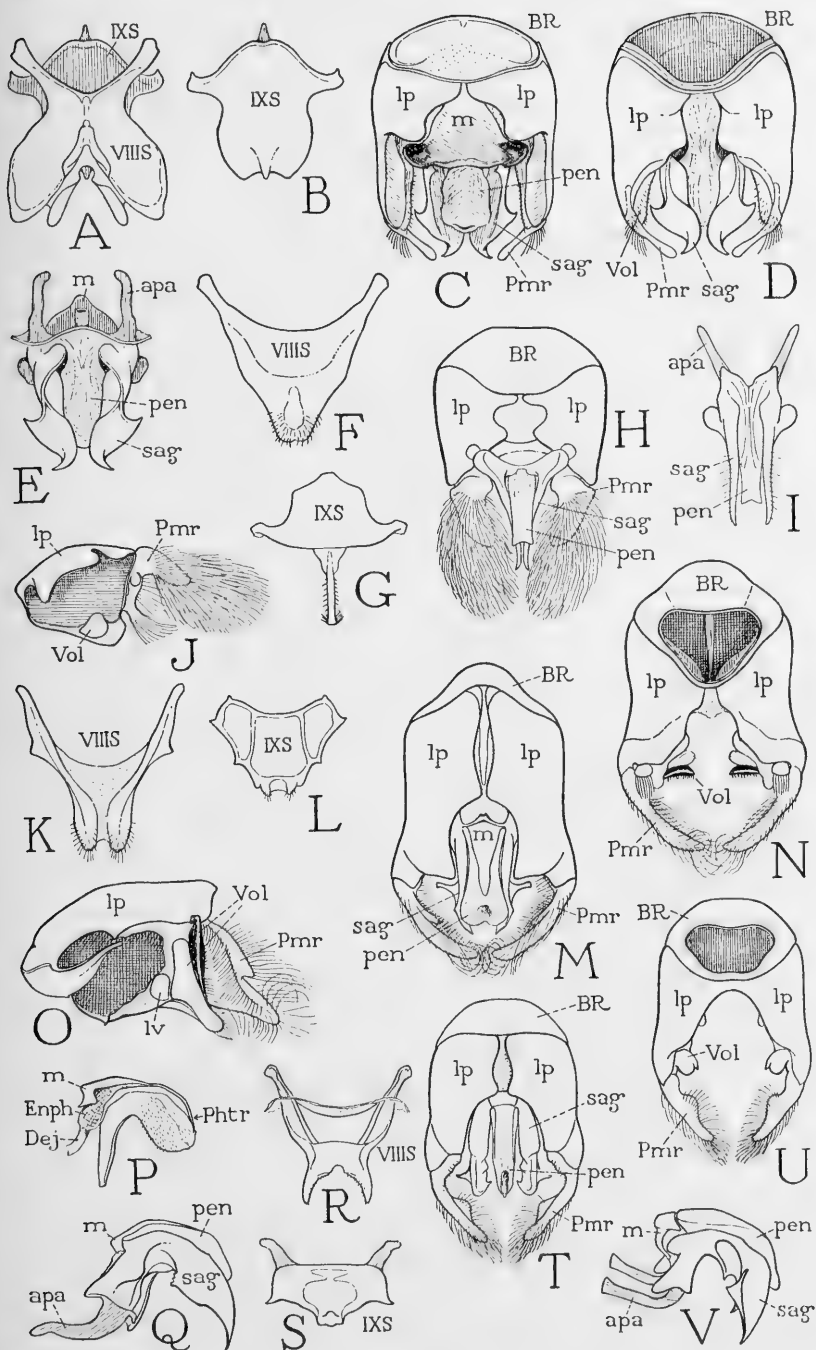 IXS
VIIIS
A
IXS
B
BR
lp
lp
m
pen
sag
Pmr
C
BR
lp
lp
Vol
Pmr
sag
D
m
apa
pen
sag
E
VIIIS
F
IXS
G
BR
lp
lp
Pmr
sag
pen
H
apa
sag
pen
I
lp
Pmr
Vol
J
VIIIS
K
IXS
L
BR
lp
lp
m
sag
pen
Pmr
M
BR
lp
lp
Vol
Pmr
N
lp
Vol
Pmr
lv
O
m
Enph
Dej
Phtr
P
m
pen
sag
apa
Q
VIIIS
R
IXS
S
BR
lp
lp
sag
pen
Pmr
T
BR
lp
lp
Vol
Pmr
U
m
pen
apa
sag
V